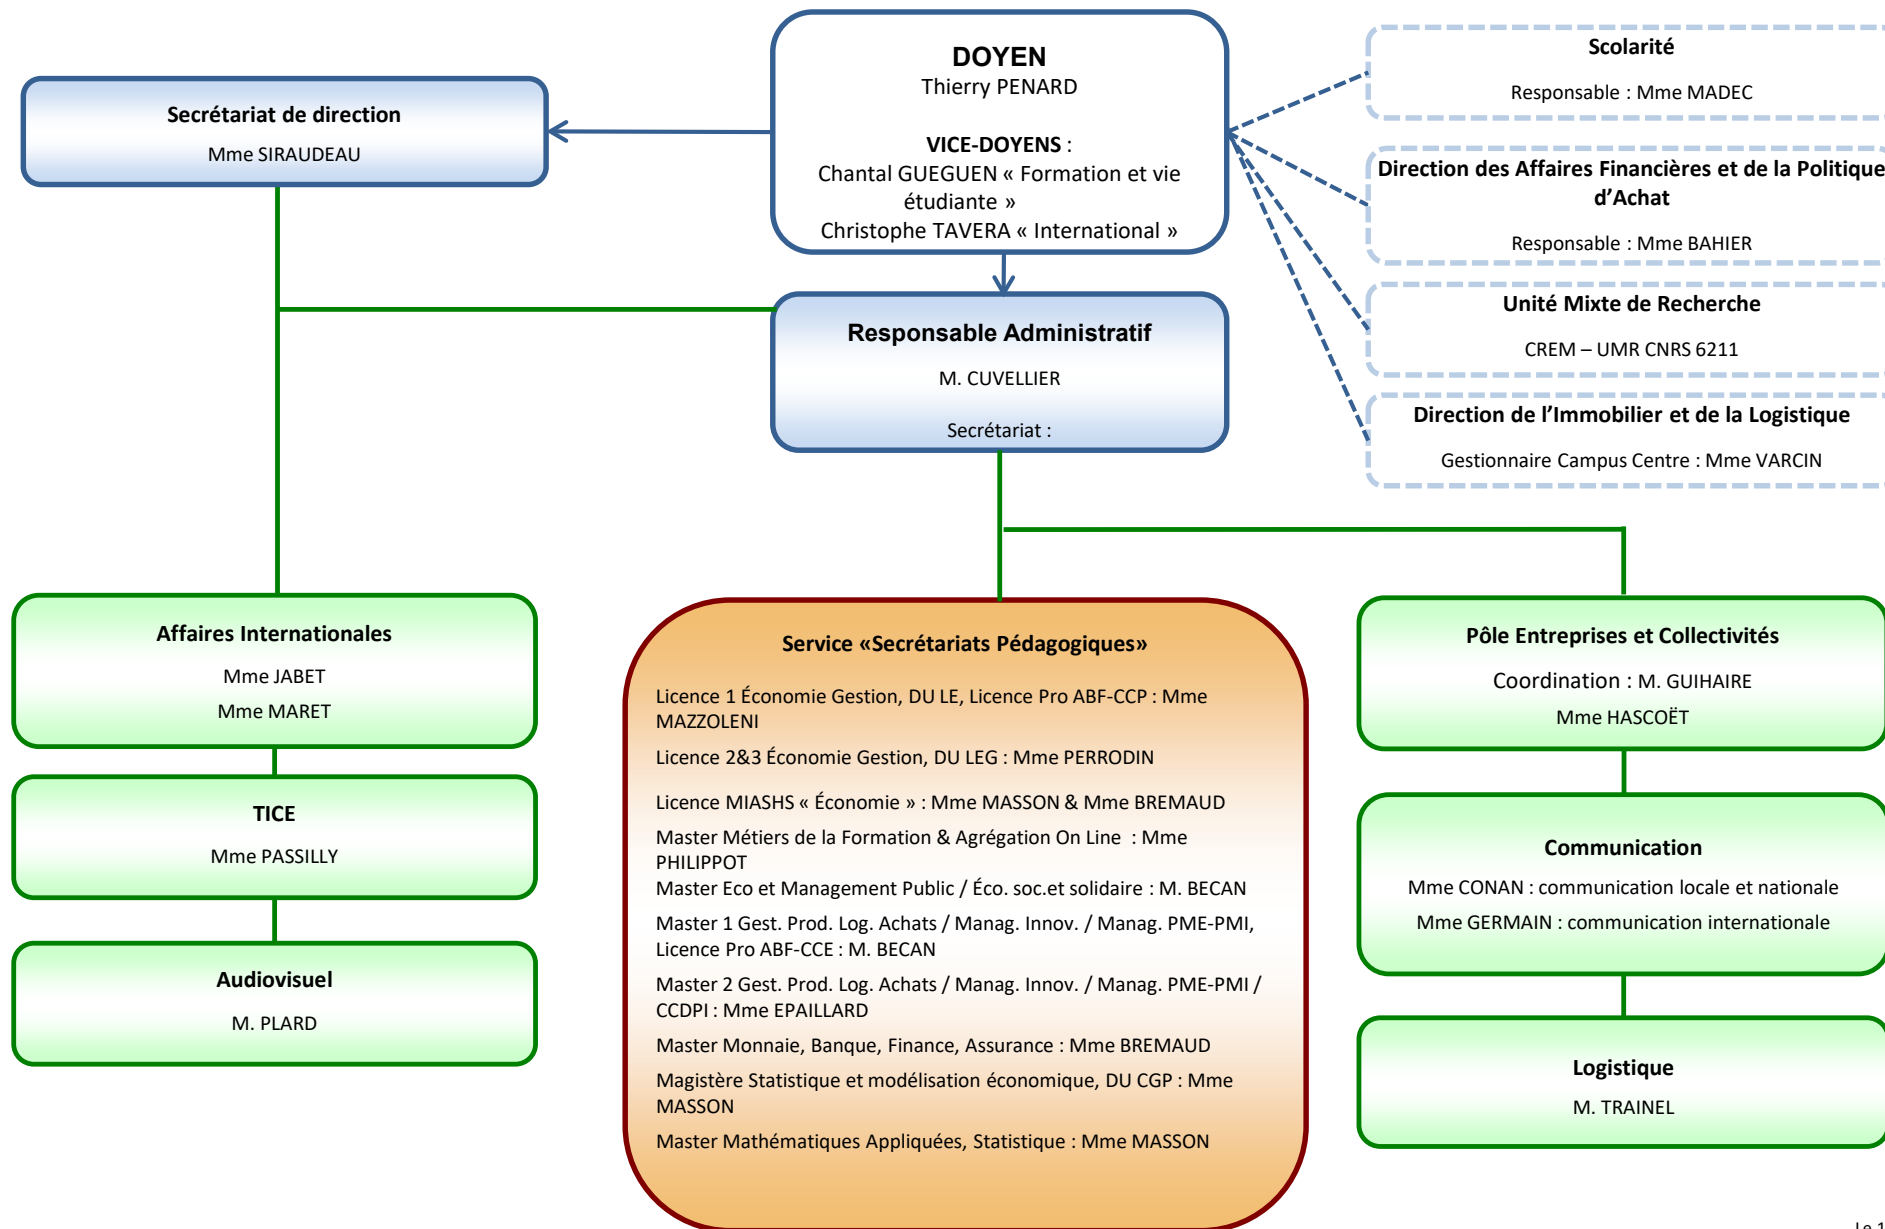 DOYEN
Thierry PENARD
VICE-DOYENS :
Chantal GUEGUEN « Formation et vie
étudiante »
Christophe TAVERA « International »
Secrétariat de direction
Mme SIRAUDEAU
Scolarité
Responsable : Mme MADEC
Direction des Affaires Financières et de la Politique
d’Achat
Responsable : Mme BAHIER
Unité Mixte de Recherche
CREM – UMR CNRS 6211
Direction de l’Immobilier et de la Logistique
Gestionnaire Campus Centre : Mme VARCIN
Responsable Administratif
M. CUVELLIER
Secrétariat :
Affaires Internationales
Mme JABET
Mme MARET
TICE
Mme PASSILLY
Audiovisuel
M. PLARD
Service «Secrétariats Pédagogiques»
Licence 1 Économie Gestion, DU LE, Licence Pro ABF-CCP : Mme
MAZZOLENI
Licence 2&3 Économie Gestion, DU LEG : Mme PERRODIN
Licence MIASHS « Économie » : Mme MASSON & Mme BREMAUD
Master Métiers de la Formation & Agrégation On Line : Mme
PHILIPPOT
Master Eco et Management Public / Éco. soc.et solidaire : M. BECAN
Master 1 Gest. Prod. Log. Achats / Manag. Innov. / Manag. PME-PMI,
Licence Pro ABF-CCE : M. BECAN
Master 2 Gest. Prod. Log. Achats / Manag. Innov. / Manag. PME-PMI /
CCDPI : Mme EPAILLARD
Master Monnaie, Banque, Finance, Assurance : Mme BREMAUD
Magistère Statistique et modélisation économique, DU CGP : Mme
MASSON
Master Mathématiques Appliquées, Statistique : Mme MASSON
Pôle Entreprises et Collectivités
Coordination : M. GUIHAIRE
Mme HASCOËT
Communication
Mme CONAN : communication locale et nationale
Mme GERMAIN : communication internationale
Logistique
M. TRAINEL
Le 1